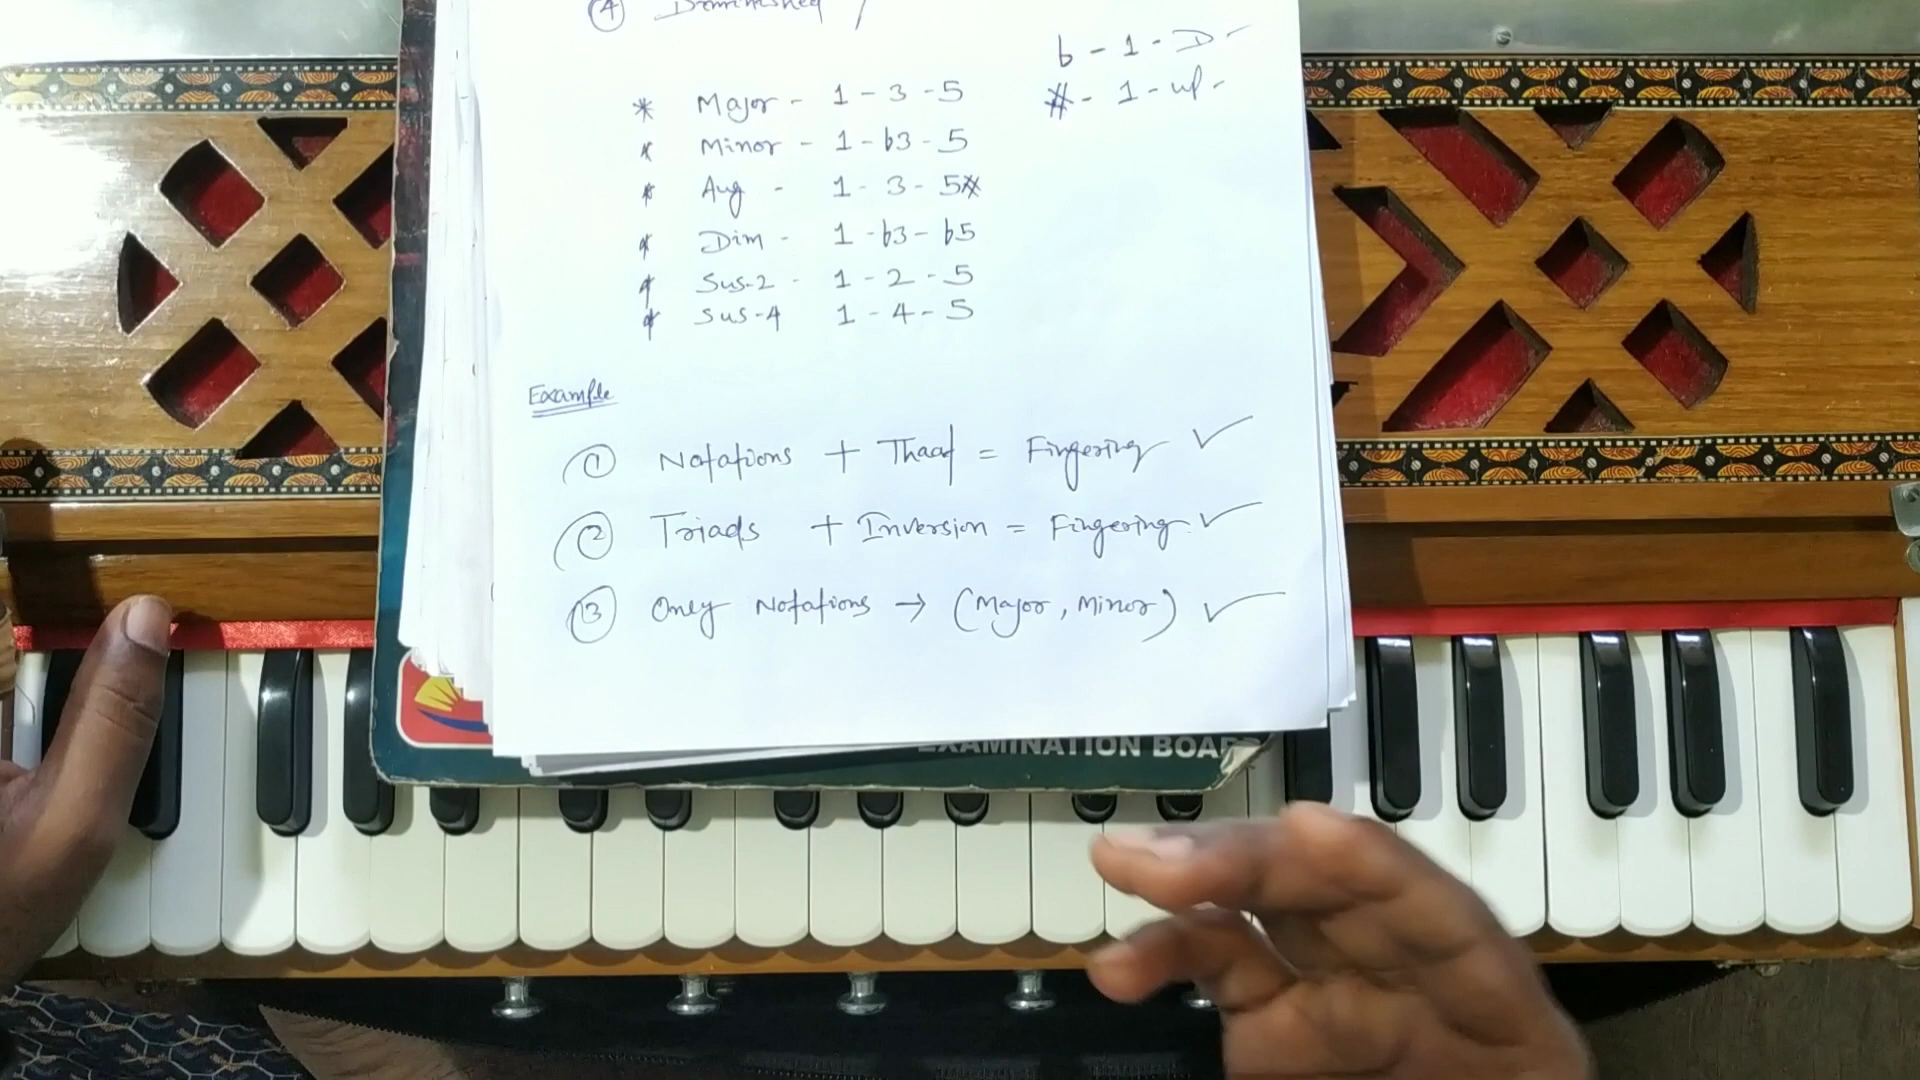 ④ Diminished
b - 1 - D -
# - 1 - up -
* Major - 1 - 3 - 5
* Minor - 1 - b3 - 5
* Aug - 1 - 3 - 5#
* Dim - 1 - b3 - b5
* Sus-2 - 1 - 2 - 5
* Sus-4 1 - 4 - 5
Example
① Notations + Thaat = Fingering ✓
② Triads + Inversion = Fingering ✓
③ Only Notations → (Major, Minor) ✓
EXAMINATION BOARD